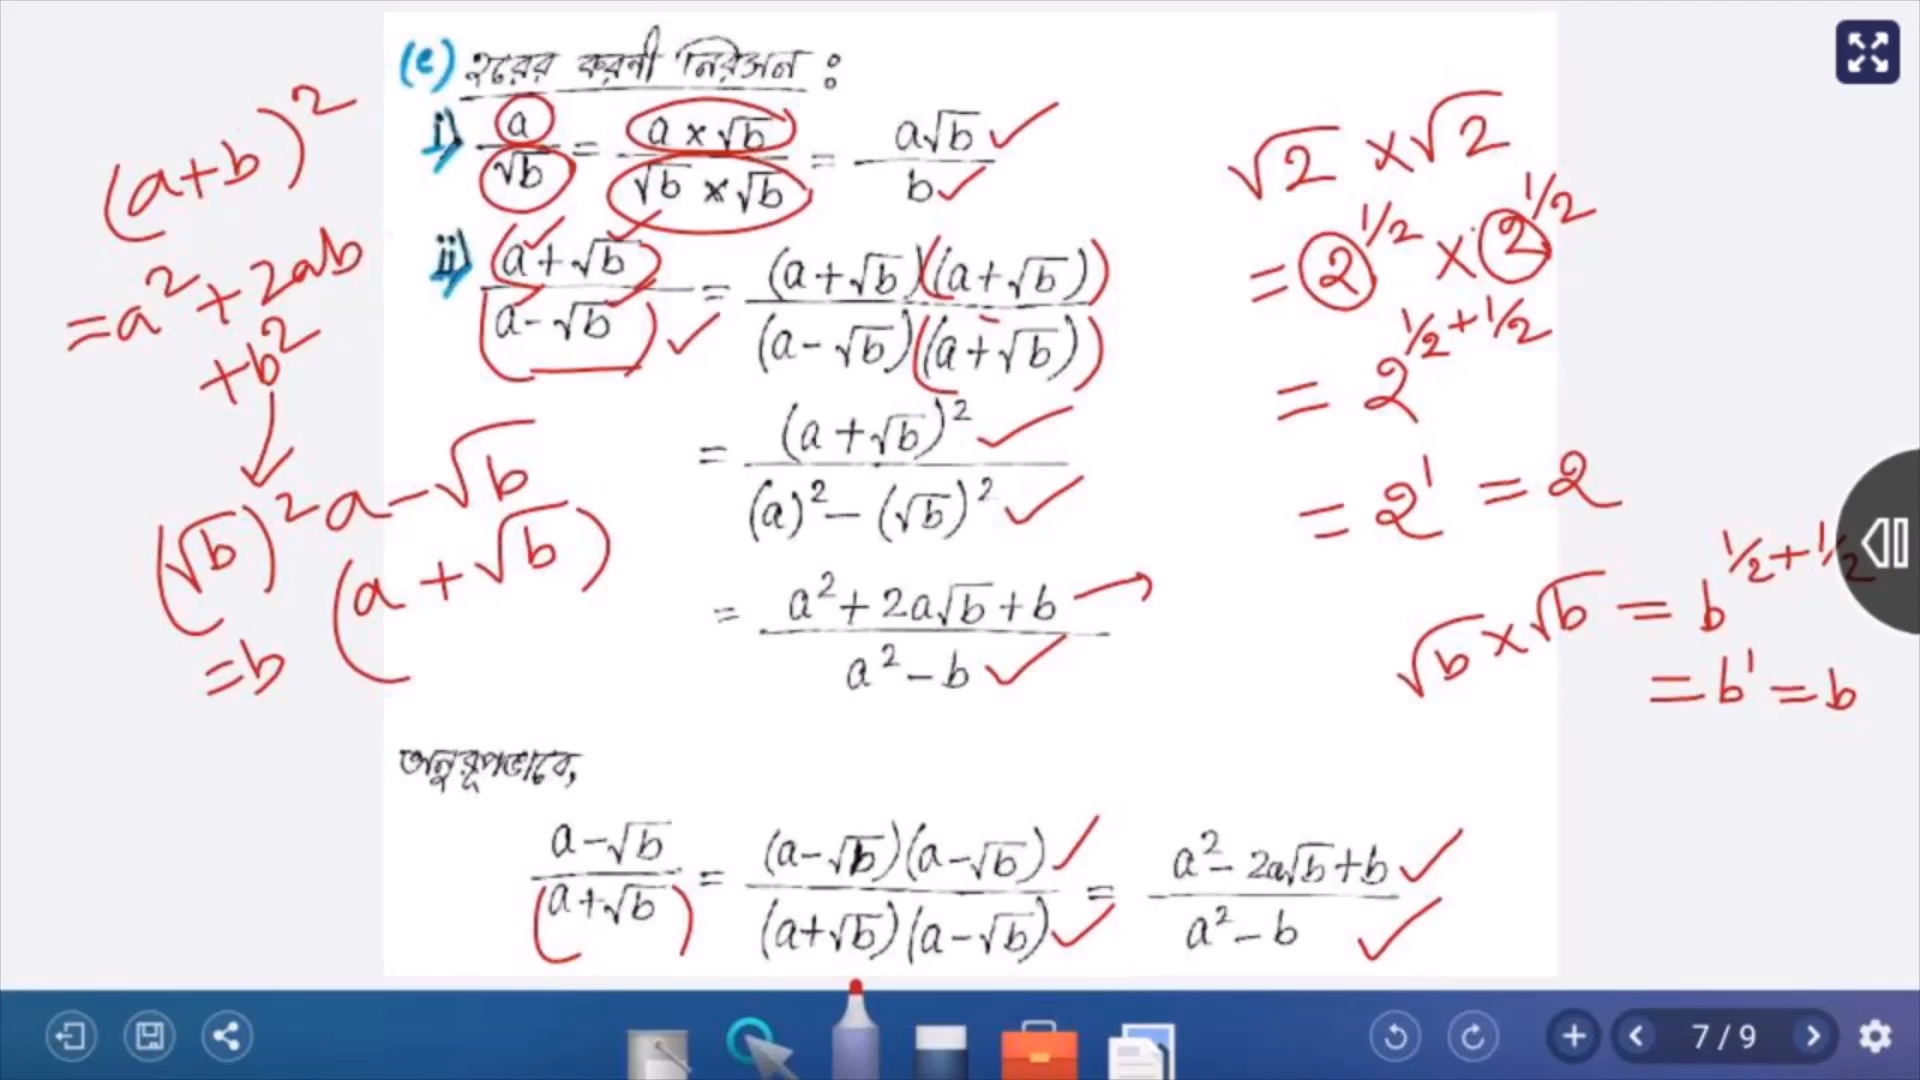 (e) হরের করণী নিরসন :
i) a/√b = (a × √b)/(√b × √b) = a√b/b
ii) (a + √b)/(a - √b) = (a + √b)(a + √b)/(a - √b)(a + √b)
= (a + √b)²/((a)² - (√b)²)
= (a² + 2a√b + b)/(a² - b)
অনুরূপভাবে,
(a - √b)/(a + √b) = (a - √b)(a - √b)/(a + √b)(a - √b) = (a² - 2a√b + b)/(a² - b)
(a+b)²
= a² + 2ab
+ b²
(√b)²
= b
a - √b
(a + √b)
√2 × √2
= 2^1/2 × 2^1/2
= 2^1/2+1/2
= 2¹ = 2
√b × √b = b^1/2+1/2
= b¹ = b
7 / 9